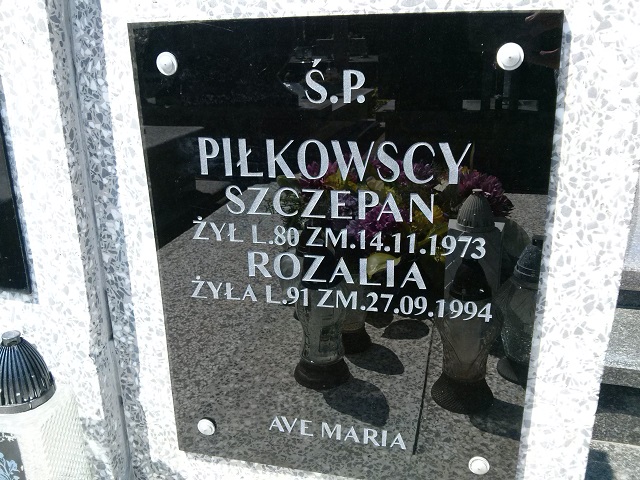 Ś.P.
PIŁKOWSCY
SZCZEPAN
ŻYŁ L.80 ZM.14.11.1973
ROZALIA
ŻYŁA L.91 ZM.27.09.1994
AVE MARIA